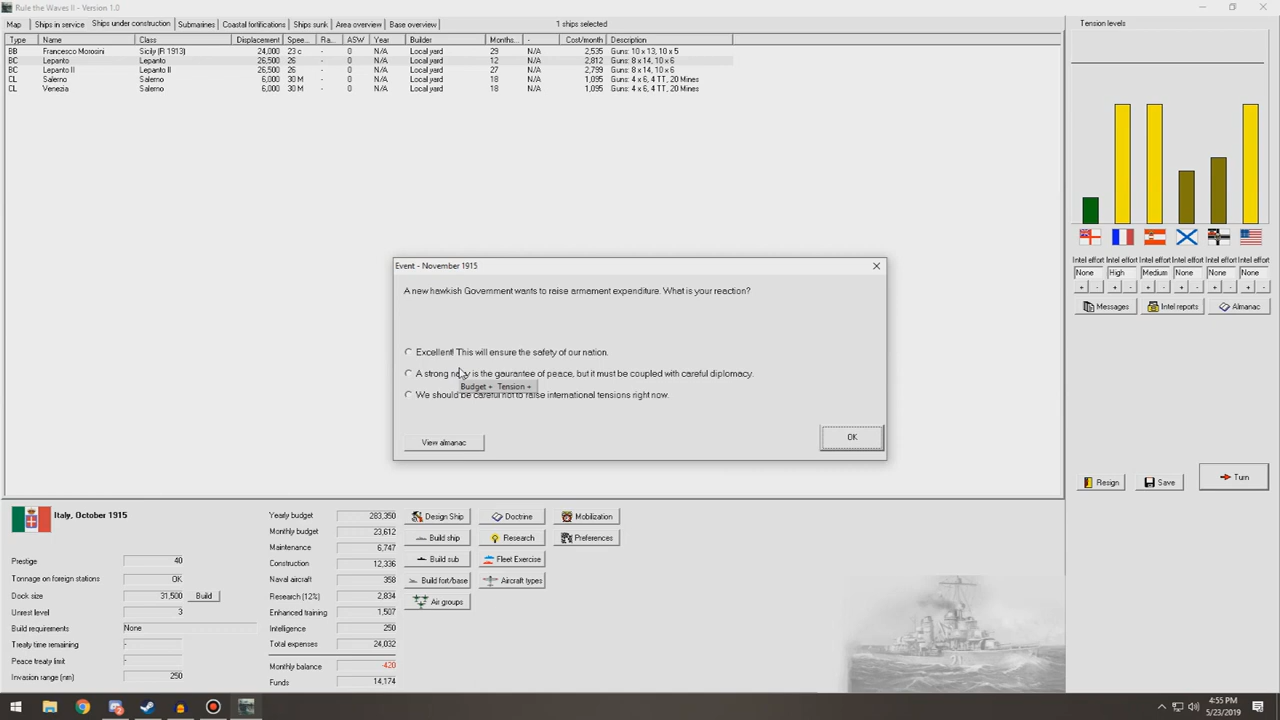 Rule the Waves II - Version 1.0
Map Ships in service Ships under construction Submarines Coastal fortifications Ships sunk Area overview Base overview 1 ships selected
Type Name Class Displacement Spee... Ra... ASW Year Builder Months... - Cost/month Description
BB Francesco Morosini Sicily (R 1913) 24,000 23 c - 0 N/A Local yard 29 N/A 2,535 Guns: 10 x 13, 10 x 5
BC Lepanto Lepanto 26,500 26 - 0 N/A Local yard 12 N/A 2,812 Guns: 8 x 14, 10 x 6
BC Lepanto II Lepanto II 26,500 26 - 0 N/A Local yard 27 N/A 2,799 Guns: 8 x 14, 10 x 6
CL Salerno Salerno 6,000 30 M - 0 N/A Local yard 18 N/A 1,095 Guns: 4 x 6, 4 TT, 20 Mines
CL Venezia Salerno 6,000 30 M - 0 N/A Local yard 18 N/A 1,095 Guns: 4 x 6, 4 TT, 20 Mines
Tension levels
Intel effort Intel effort Intel effort Intel effort Intel effort Intel effort
None High Medium None None None
+ - + - + - + - + - + -
Messages Intel reports Almanac
Event - November 1915
A new hawkish Government wants to raise armament expenditure. What is your reaction?
Excellent! This will ensure the safety of our nation.
A strong navy is the gaurantee of peace, but it must be coupled with careful diplomacy.
Budget + Tension +
We should be careful not to raise international tensions right now.
View almanac OK
Resign Save Turn
Italy, October 1915
Prestige 40
Tonnage on foreign stations OK
Dock size 31,500 Build
Unrest level 3
Build requirements None
Treaty time remaining -
Peace treaty limit -
Invasion range (nm) 250
Yearly budget 283,350
Monthly budget 23,612
Maintenance 6,747
Construction 12,336
Naval aircraft 358
Research (12%) 2,834
Enhanced training 1,507
Intelligence 250
Total expenses 24,032
Monthly balance -420
Funds 14,174
Design Ship Doctrine Mobilization
Build ship Research Preferences
Build sub Fleet Exercise
Build fort/base Aircraft types
Air groups
4:55 PM
5/23/2019